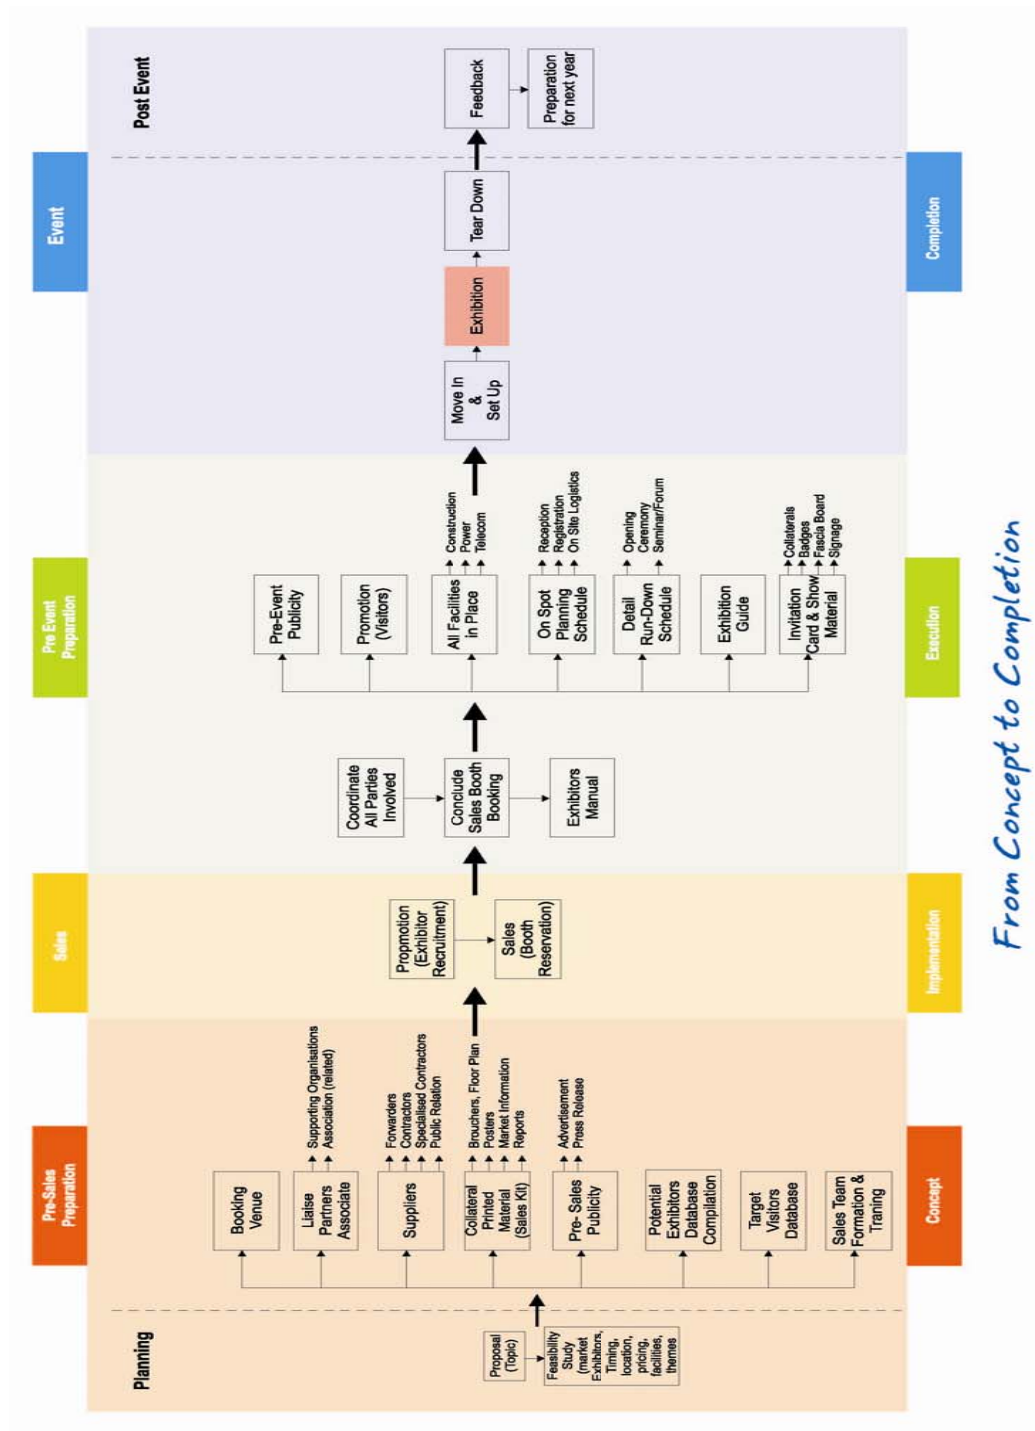 Pre-Sales
Preparation
Sales
Pre Event
Preparation
Event
Planning
Post Event
Proposal
(Topic)
Feasibility
Study
(market
Exhibitors,
Timing,
location,
pricing,
facilities,
themes
Booking
Venue
Liaise
Partners
Associate
Supporting Organisations
Association (related)
Suppliers
Forwarders
Contractors
Specialised Contractors
Public Relation
Collateral
Printed
Material
(Sales Kit)
Brouchers, Floor Plan
Posters
Market Information
Reports
Pre- Sales
Publicity
Advertisement
Press Release
Potential
Exhibitors
Database
Compilation
Target
Visitors
Database
Sales Team
Formation &
Traning
Propmotion
(Exhibitor
Recruitment)
Sales
(Booth
Reservation)
Coordinate
All Parties
Involved
Conclude
Sales Booth
Booking
Exhibitors
Manual
Pre-Event
Publicity
Promotion
(Visitors)
All Facilities
in Place
Construction
Power
Telecom
On Spot
Planning
Schedule
Reception
Registration
On Site Logistics
Detail
Run-Down
Schedule
Opening
Ceremony
Seminar/Forum
Exhibition
Guide
Invitation
Card & Show
Material
Collaterals
Badges
Fascia Board
Signage
Move In
&
Set Up
Exhibition
Tear Down
Feedback
Preparation
for next year
Concept
Implementation
Execution
Completion
From Concept to Completion